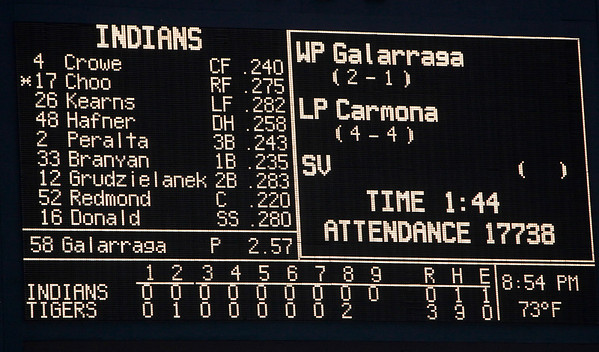 INDIANS
4 Crowe CF .240
*17 Choo RF .275
26 Kearns LF .282
48 Hafner DH .258
2 Peralta 3B .243
33 Branyan 1B .235
12 Grudzielanek 2B .283
52 Redmond C .220
16 Donald SS .280
58 Galarraga P 2.57
WP Galarraga
(2-1)
LP Carmona
(4-4)
SV ( )
TIME 1:44
ATTENDANCE 17738
1 2 3 4 5 6 7 8 9 R H E
INDIANS 0 0 0 0 0 0 0 0 0 0 1 1
TIGERS 0 1 0 0 0 0 0 2 3 9 0
8:54 PM
73°F